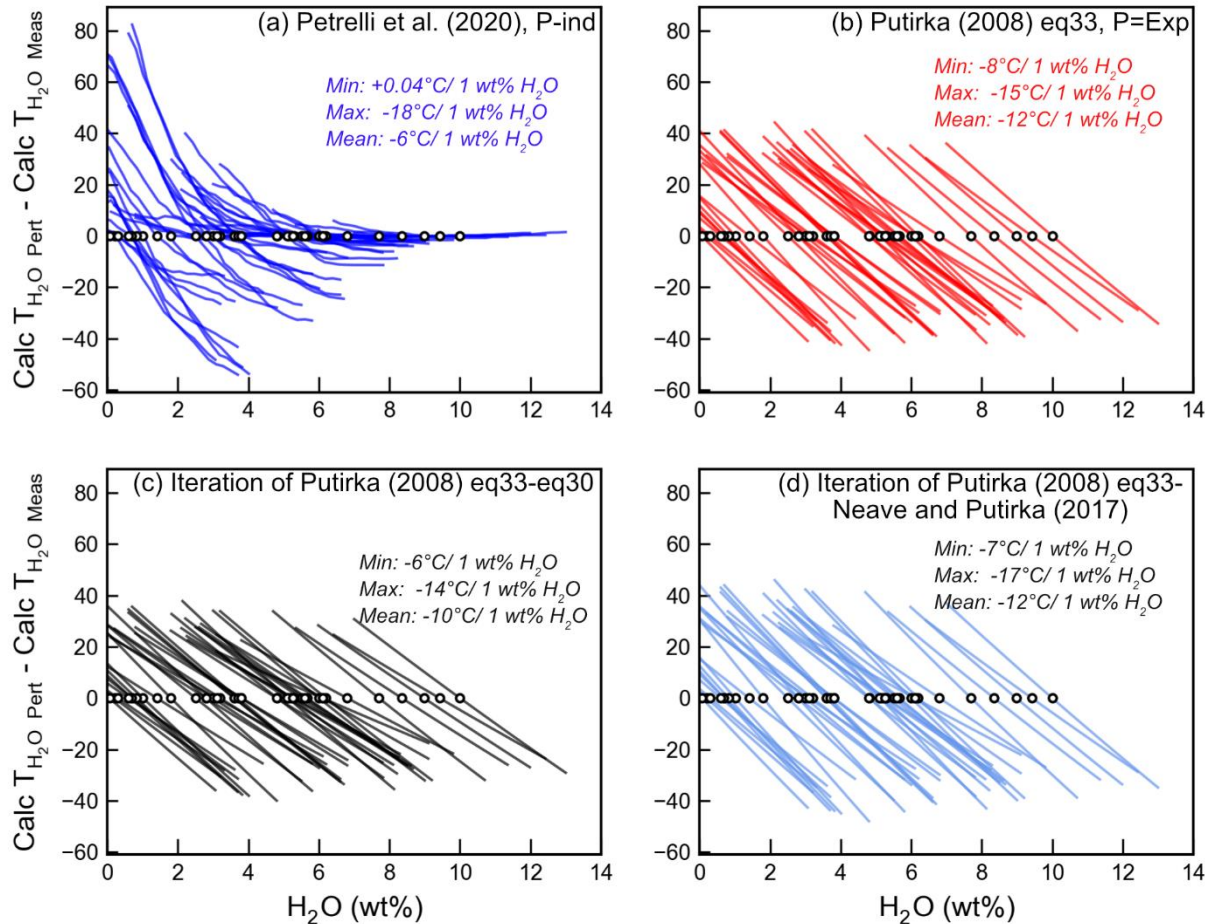 (a) Petrelli et al. (2020), P-ind
Min: +0.04°C/ 1 wt% H₂O
Max: -18°C/ 1 wt% H₂O
Mean: -6°C/ 1 wt% H₂O
Calc T H₂O Pert - Calc T H₂O Meas
80
60
40
20
0
−20
−40
−60
0 2 4 6 8 10 12 14
(b) Putirka (2008) eq33, P=Exp
Min: -8°C/ 1 wt% H₂O
Max: -15°C/ 1 wt% H₂O
Mean: -12°C/ 1 wt% H₂O
80
60
40
20
0
−20
−40
−60
0 2 4 6 8 10 12 14
(c) Iteration of Putirka (2008) eq33-eq30
Min: -6°C/ 1 wt% H₂O
Max: -14°C/ 1 wt% H₂O
Mean: -10°C/ 1 wt% H₂O
Calc T H₂O Pert - Calc T H₂O Meas
80
60
40
20
0
−20
−40
−60
0 2 4 6 8 10 12 14
H₂O (wt%)
(d) Iteration of Putirka (2008) eq33-
Neave and Putirka (2017)
Min: -7°C/ 1 wt% H₂O
Max: -17°C/ 1 wt% H₂O
Mean: -12°C/ 1 wt% H₂O
80
60
40
20
0
−20
−40
−60
0 2 4 6 8 10 12 14
H₂O (wt%)